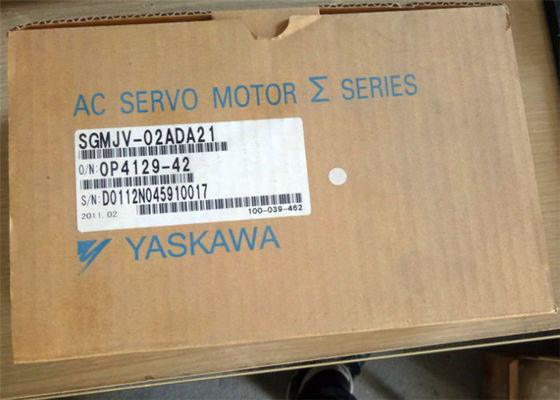 AC SERVO MOTOR Σ SERIES
SGMJV-02ADA21
O/N: OP4129-42
S/N: D0112N045910017
2011.02
100-039-462
YASKAWA